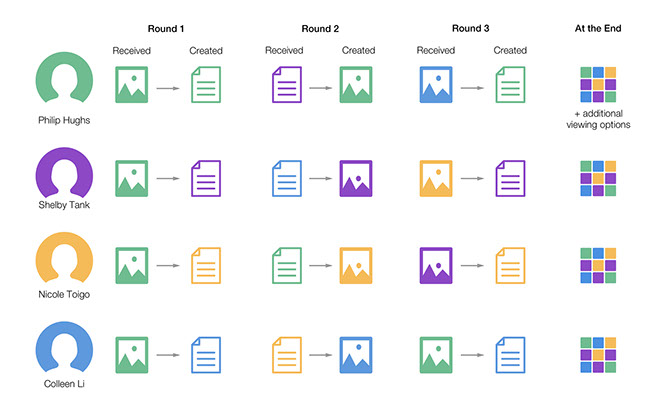 Round 1 Round 2 Round 3 At the End
Received Created Received Created Received Created
Philip Hughs
+ additional
viewing options
Shelby Tank
Nicole Toigo
Colleen Li